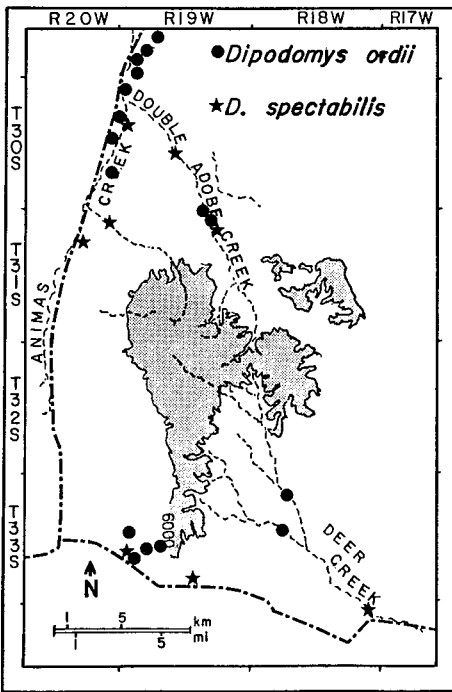 R20W R19W R18W R17W
Dipodomys ordii
D. spectabilis
T30S
T31S
T32S
T33S
DOUBLE ADOBE CREEK
ANIMAS CREEK
6000
DEER CREEK
N
1 5 km
1 5 mi